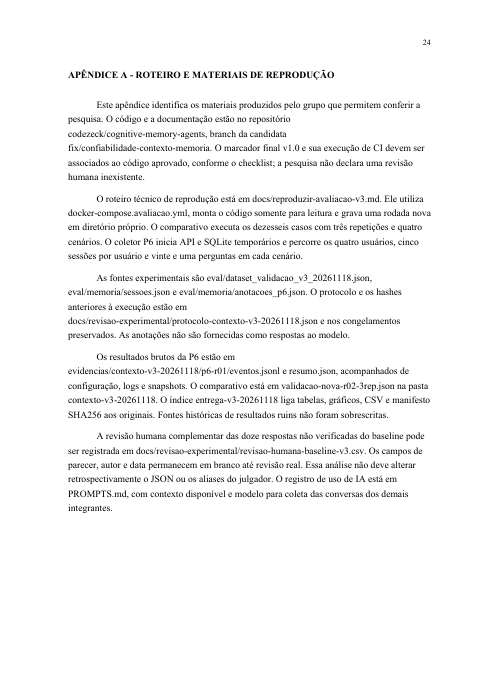 24
APÊNDICE A - ROTEIRO E MATERIAIS DE REPRODUÇÃO
Este apêndice identifica os materiais produzidos pelo grupo que permitem conferir a
pesquisa. O código e a documentação estão no repositório
codezeck/cognitive-memory-agents, branch da candidata
fix/confiabilidade-contexto-memoria. O marcador final v1.0 e sua execução de CI devem ser
associados ao código aprovado, conforme o checklist; a pesquisa não declara uma revisão
humana inexistente.
O roteiro técnico de reprodução está em docs/reproduzir-avaliacao-v3.md. Ele utiliza
docker-compose.avaliacao.yml, monta o código somente para leitura e grava uma rodada nova
em diretório próprio. O comparativo executa os dezesseis casos com três repetições e quatro
cenários. O coletor P6 inicia API e SQLite temporários e percorre os quatro usuários, cinco
sessões por usuário e vinte e uma perguntas em cada cenário.
As fontes experimentais são eval/dataset_validacao_v3_20261118.json,
eval/memoria/sessoes.json e eval/memoria/anotacoes_p6.json. O protocolo e os hashes
anteriores à execução estão em
docs/revisao-experimental/protocolo-contexto-v3-20261118.json e nos congelamentos
preservados. As anotações não são fornecidas como respostas ao modelo.
Os resultados brutos da P6 estão em
evidencias/contexto-v3-20261118/p6-r01/eventos.jsonl e resumo.json, acompanhados de
configuração, logs e snapshots. O comparativo está em validacao-nova-r02-3rep.json na pasta
contexto-v3-20261118. O índice entrega-v3-20261118 liga tabelas, gráficos, CSV e manifesto
SHA256 aos originais. Fontes históricas de resultados ruins não foram sobrescritas.
A revisão humana complementar das doze respostas não verificadas do baseline pode
ser registrada em docs/revisao-experimental/revisao-humana-baseline-v3.csv. Os campos de
parecer, autor e data permanecem em branco até revisão real. Essa análise não deve alterar
retrospectivamente o JSON ou os aliases do julgador. O registro de uso de IA está em
PROMPTS.md, com contexto disponível e modelo para coleta das conversas dos demais
integrantes.